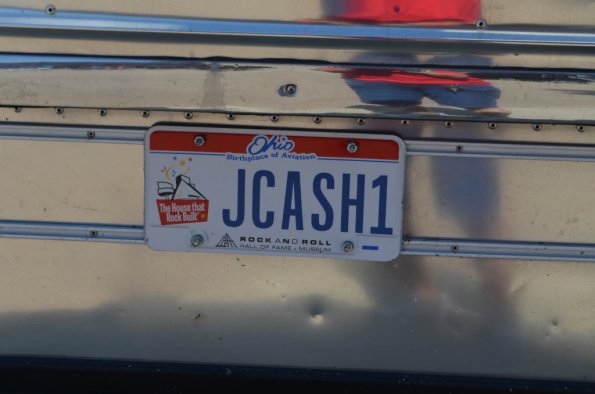 Ohio
Birthplace of Aviation
The House that
Rock Built
JCASH1
ROCK AND ROLL
HALL OF FAME + MUSEUM